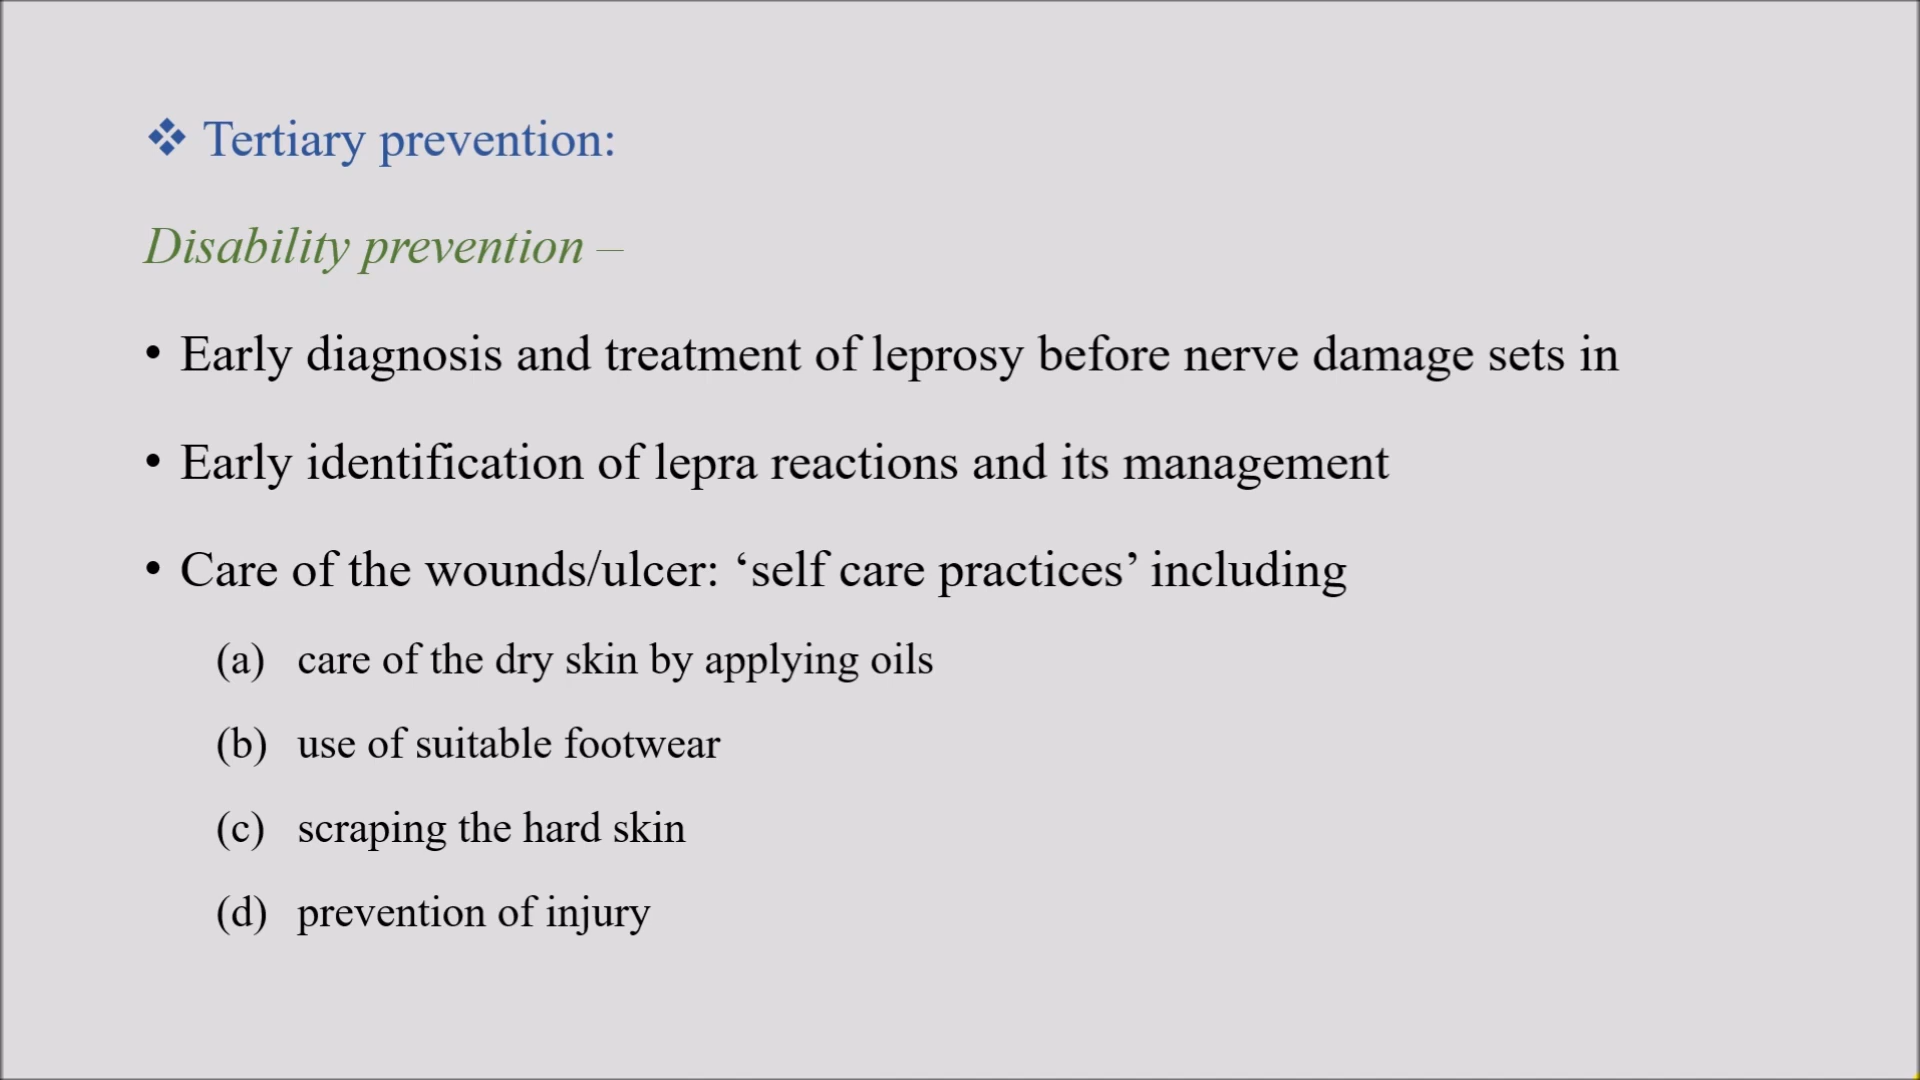 ❖ Tertiary prevention:
Disability prevention –
• Early diagnosis and treatment of leprosy before nerve damage sets in
• Early identification of lepra reactions and its management
• Care of the wounds/ulcer: ‘self care practices’ including
(a) care of the dry skin by applying oils
(b) use of suitable footwear
(c) scraping the hard skin
(d) prevention of injury